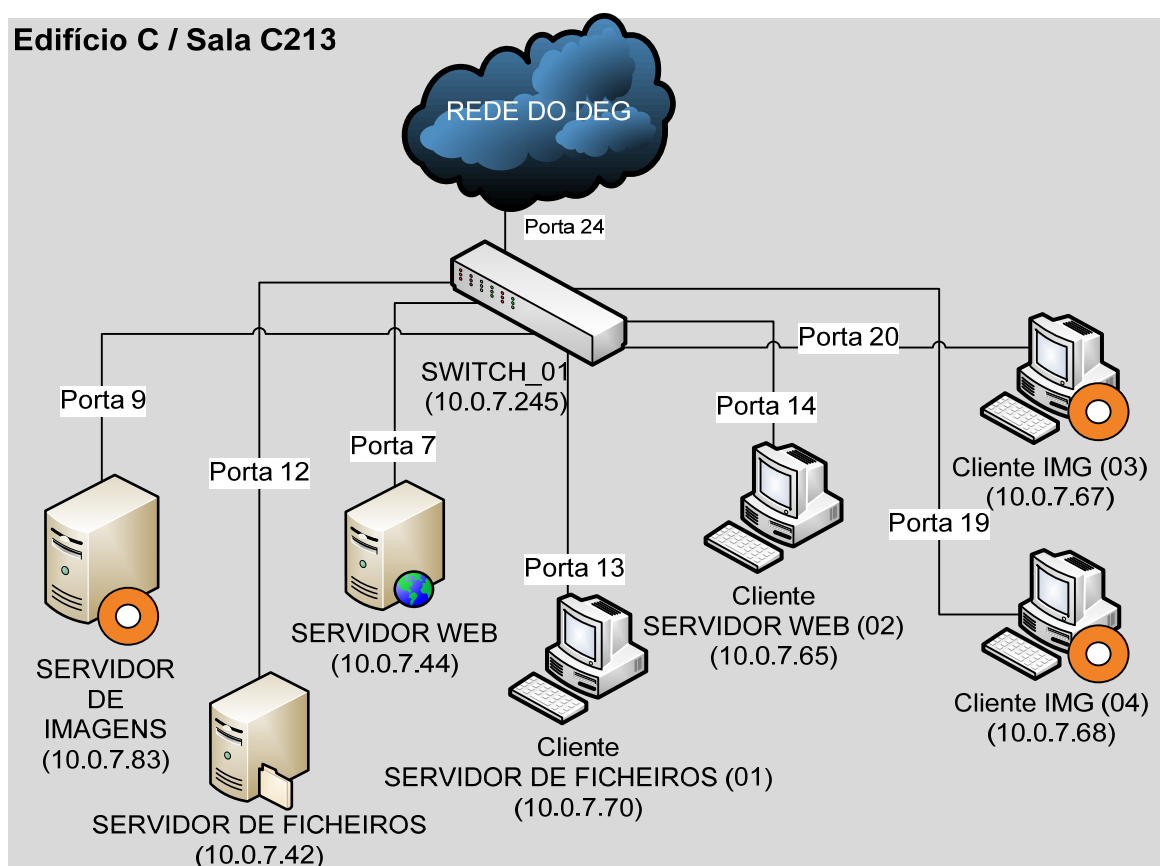 Edifício C / Sala C213
REDE DO DEG
Porta 24
SWITCH_01
(10.0.7.245)
Porta 9
Porta 12
Porta 7
Porta 13
Porta 14
Porta 20
Porta 19
SERVIDOR
DE
IMAGENS
(10.0.7.83)
SERVIDOR DE FICHEIROS
(10.0.7.42)
SERVIDOR WEB
(10.0.7.44)
Cliente
SERVIDOR DE FICHEIROS (01)
(10.0.7.70)
Cliente
SERVIDOR WEB (02)
(10.0.7.65)
Cliente IMG (03)
(10.0.7.67)
Cliente IMG (04)
(10.0.7.68)